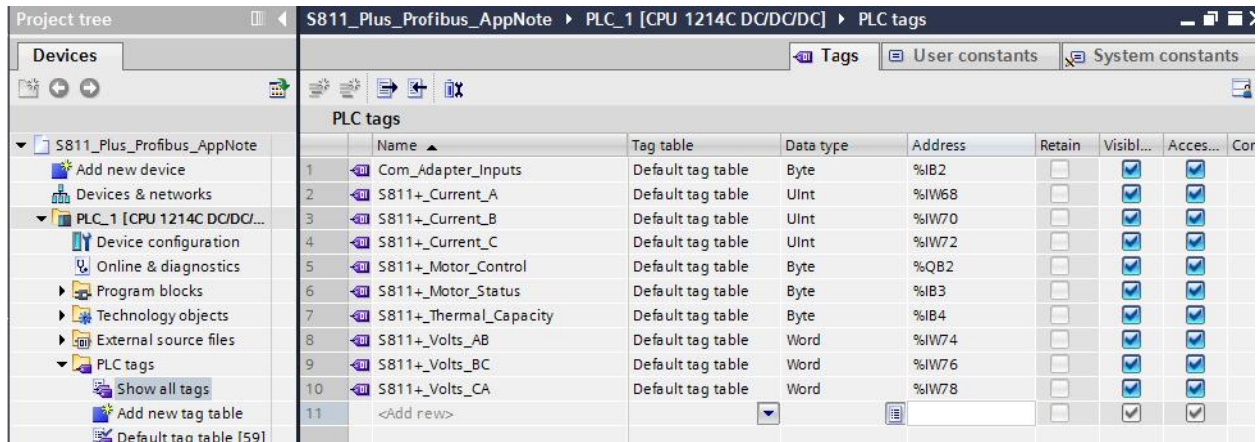 Project tree
S811_Plus_Profibus_AppNote ▸ PLC_1 [CPU 1214C DC/DC/DC] ▸ PLC tags
Devices
Tags
User constants
System constants
PLC tags
Name Tag table Data type Address Retain Visibl... Acces... Con
1 Com_Adapter_Inputs Default tag table Byte %IB2
2 S811+_Current_A Default tag table UInt %IW68
3 S811+_Current_B Default tag table UInt %IW70
4 S811+_Current_C Default tag table UInt %IW72
5 S811+_Motor_Control Default tag table Byte %QB2
6 S811+_Motor_Status Default tag table Byte %IB3
7 S811+_Thermal_Capacity Default tag table Byte %IB4
8 S811+_Volts_AB Default tag table Word %IW74
9 S811+_Volts_BC Default tag table Word %IW76
10 S811+_Volts_CA Default tag table Word %IW78
11 <Add new>
S811_Plus_Profibus_AppNote
Add new device
Devices & networks
PLC_1 [CPU 1214C DC/DC/...
Device configuration
Online & diagnostics
Program blocks
Technology objects
External source files
PLC tags
Show all tags
Add new tag table
Default tag table [59]